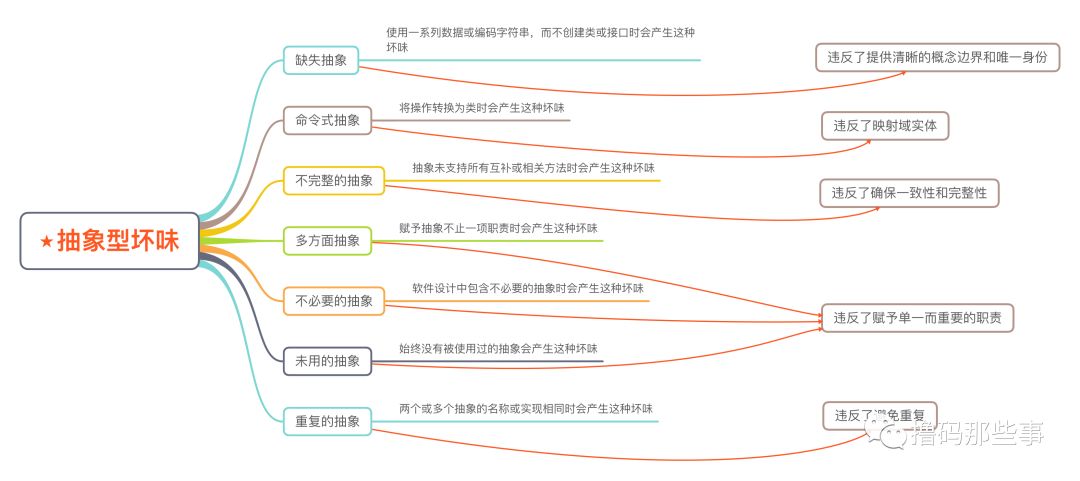 ★抽象型坏味
缺失抽象
使用一系列数据或编码字符串，而不创建类或接口时会产生这种
坏味
违反了提供清晰的概念边界和唯一身份
命令式抽象
将操作转换为类时会产生这种坏味
违反了映射域实体
不完整的抽象
抽象未支持所有互补或相关方法时会产生这种坏味
违反了确保一致性和完整性
多方面抽象
赋予抽象不止一项职责时会产生这种坏味
不必要的抽象
软件设计中包含不必要的抽象时会产生这种坏味
违反了赋予单一而重要的职责
未用的抽象
始终没有被使用过的抽象会产生这种坏味
重复的抽象
两个或多个抽象的名称或实现相同时会产生这种坏味
违反了避免重复
撸码那些事